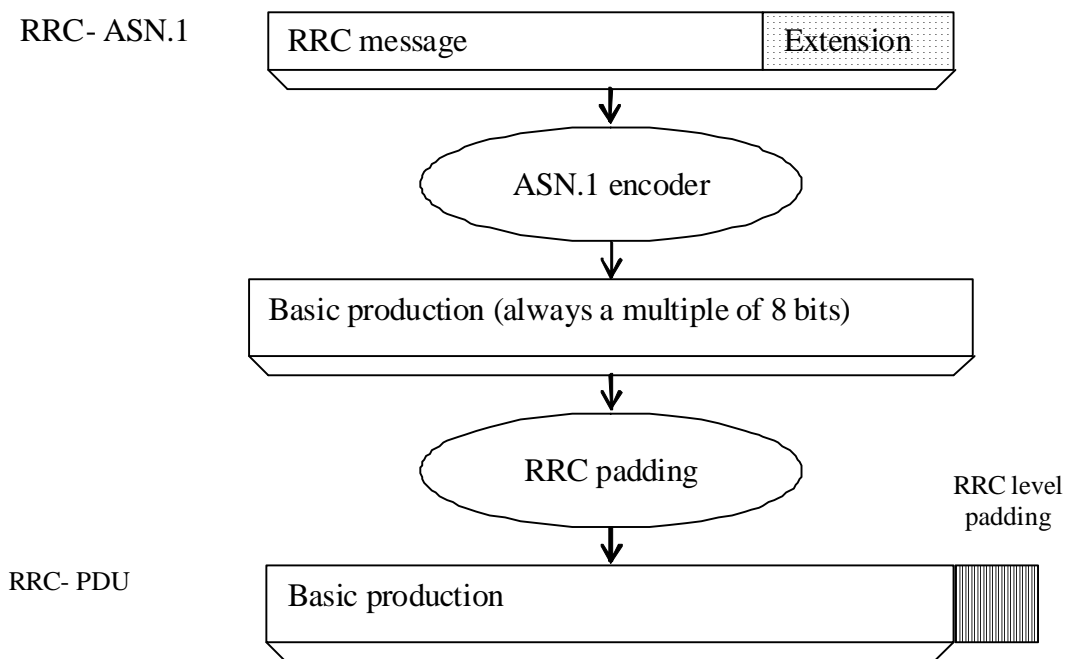 RRC- ASN.1
RRC message
Extension
ASN.1 encoder
Basic production (always a multiple of 8 bits)
RRC padding
RRC level
padding
RRC- PDU
Basic production